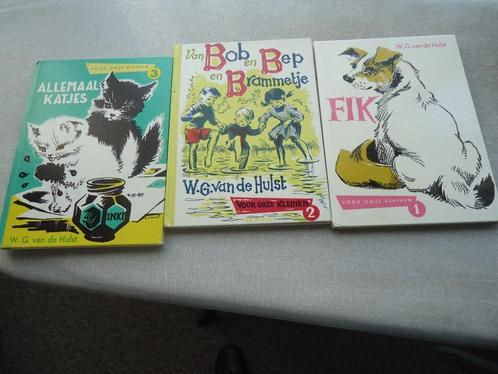 VOOR ONZE KLEINEN
3
ALLEMAAL
KATJES
INKT
W. G. van de Hulst
Van Bob en Bep
en Brammetje
W.G. van de Hulst
VOOR ONZE KLEINEN
2
W. G. van de Hulst
FIK
VOOR ONZE KLEINEN
1